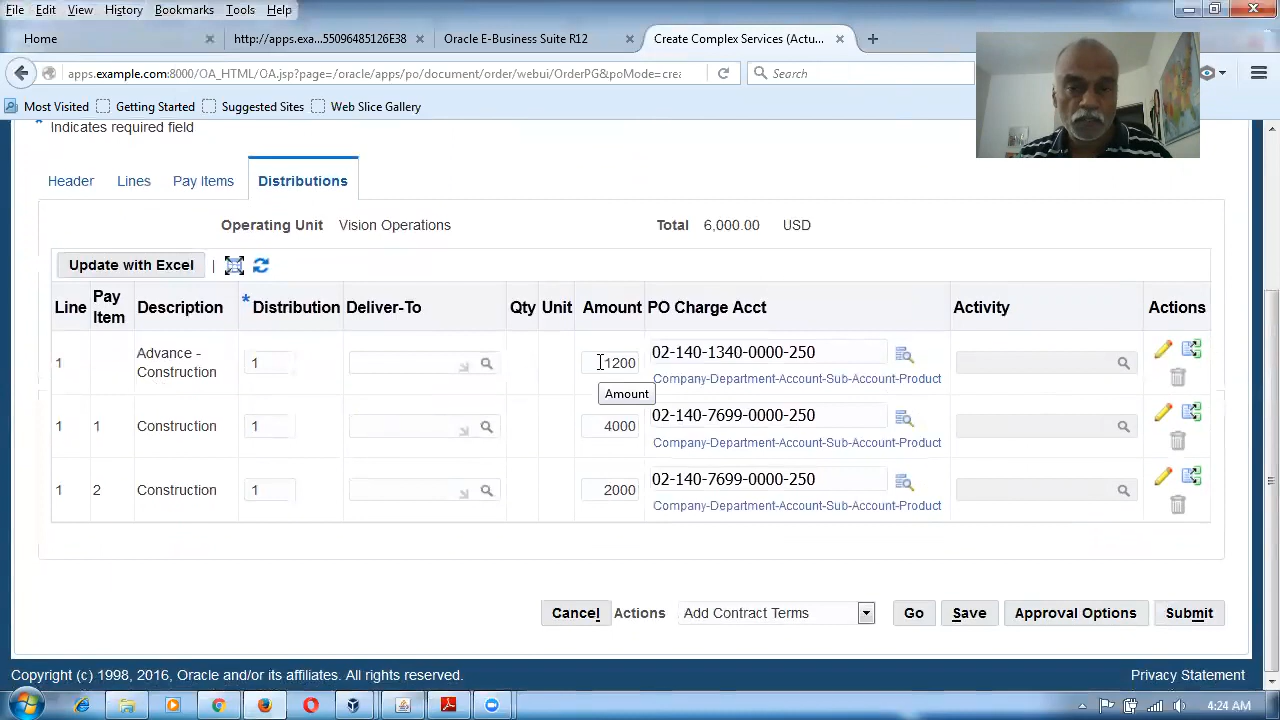 File Edit View History Bookmarks Tools Help
Home http://apps.exa...55096485126E38 Oracle E-Business Suite R12 Create Complex Services (Actu...
apps.example.com:8000/OA_HTML/OA.jsp?page=/oracle/apps/po/document/order/webui/ Search
Most Visited Getting Started Suggested Sites Web Slice Gallery
* Indicates required field
Header Lines Pay Items Distributions
Operating Unit Vision Operations Total 6,000.00 USD
Update with Excel
Line Pay Item Description * Distribution Deliver-To Qty Unit Amount PO Charge Acct Activity Actions
1 Advance - Construction 1 1200 02-140-1340-0000-250
Company-Department-Account-Sub-Account-Product
Amount
1 1 Construction 1 4000 02-140-7699-0000-250
Company-Department-Account-Sub-Account-Product
1 2 Construction 1 2000 02-140-7699-0000-250
Company-Department-Account-Sub-Account-Product
Cancel Actions Add Contract Terms Go Save Approval Options Submit
Copyright (c) 1998, 2016, Oracle and/or its affiliates. All rights reserved. Privacy Statement
4:24 AM